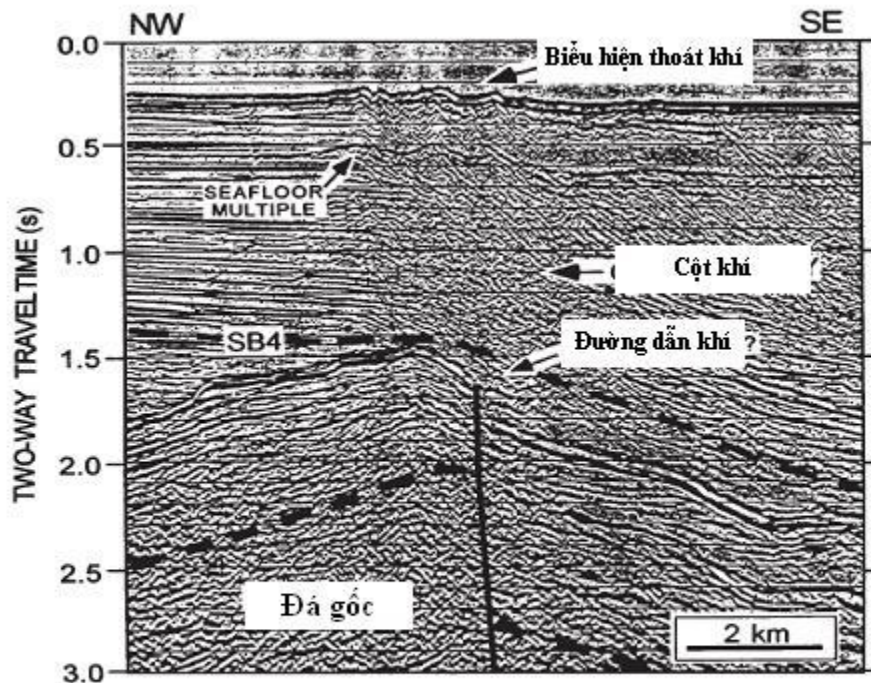 NW
SE
0.0
Biểu hiện thoát khí
0.5
SEAFLOOR
MULTIPLE
1.0
Cột khí
SB4
Đường dẫn khí ?
1.5
2.0
2.5
Đá gốc
2 km
3.0
TWO-WAY TRAVELTIME (s)